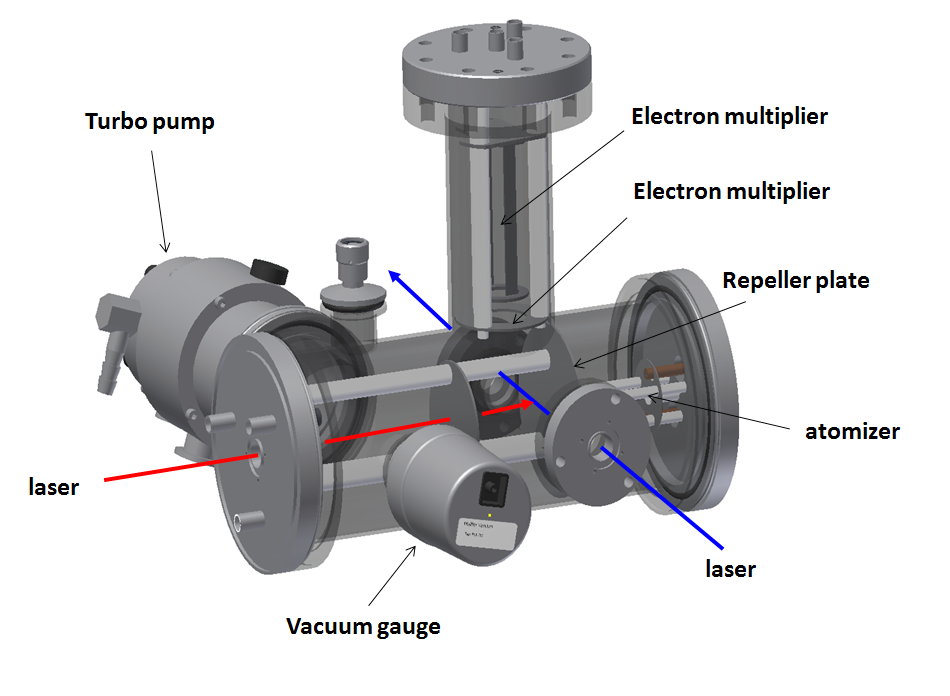 Turbo pump
Electron multiplier
Electron multiplier
Repeller plate
atomizer
laser
laser
Vacuum gauge